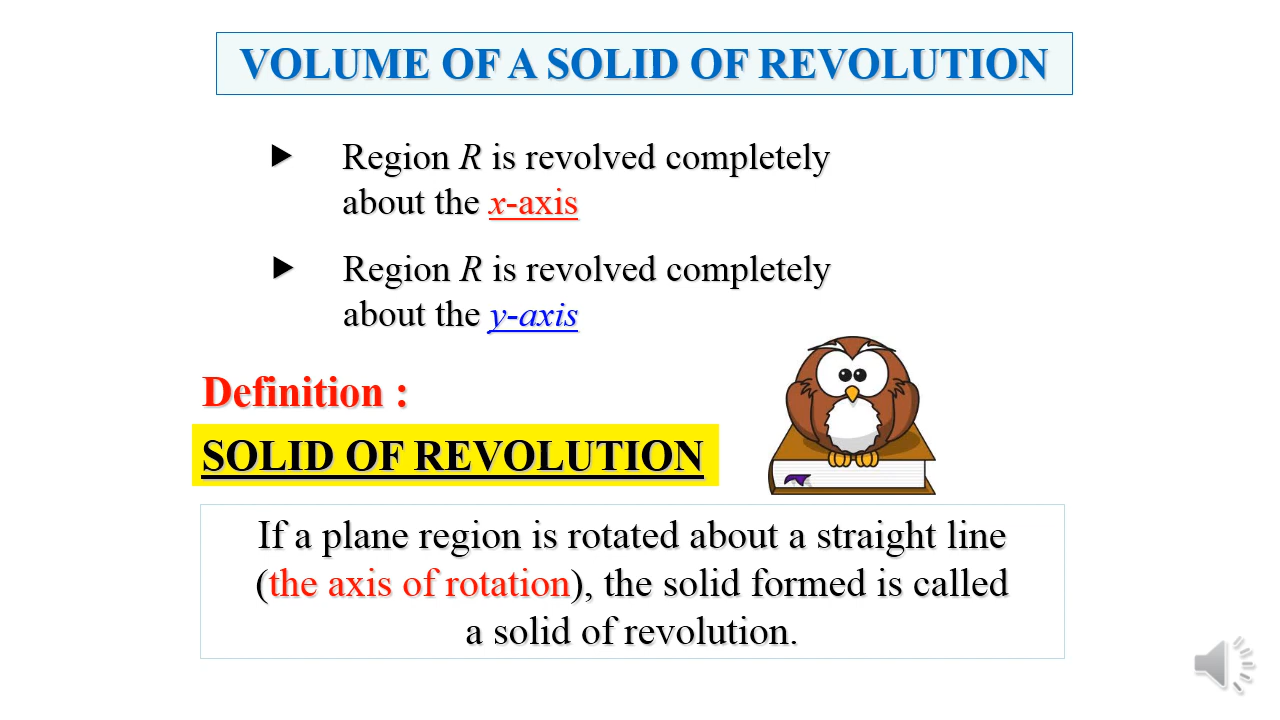 VOLUME OF A SOLID OF REVOLUTION
Region R is revolved completely
about the x-axis
Region R is revolved completely
about the y-axis
Definition :
SOLID OF REVOLUTION
If a plane region is rotated about a straight line
(the axis of rotation), the solid formed is called
a solid of revolution.